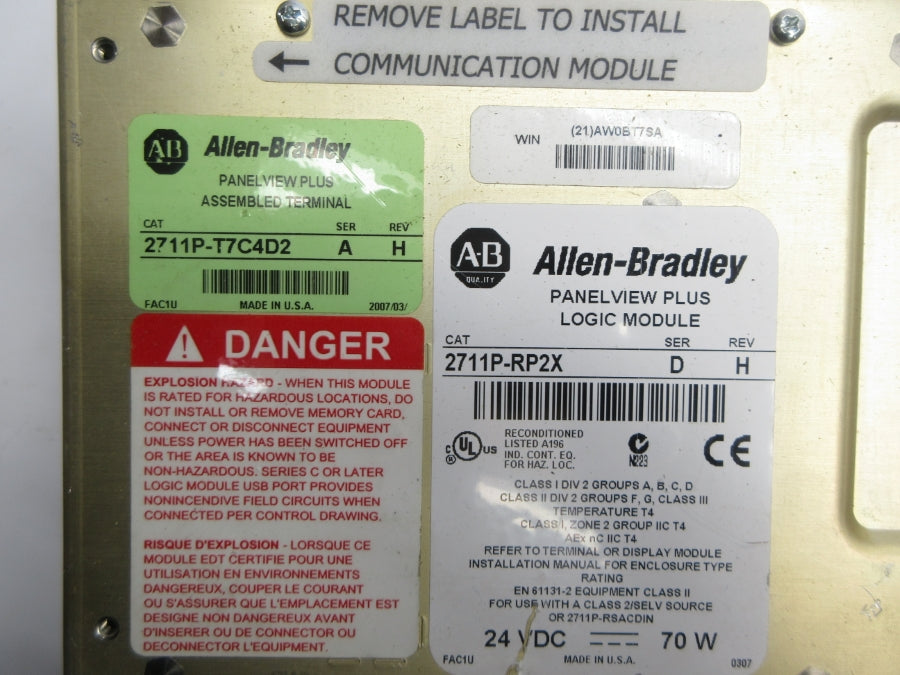 REMOVE LABEL TO INSTALL
COMMUNICATION MODULE
WIN
(21)AW0BT7SA
AB
Allen-Bradley
PANELVIEW PLUS
ASSEMBLED TERMINAL
CAT SER REV
2711P-T7C4D2 A H
FAC1U MADE IN U.S.A. 2007/03/
DANGER
EXPLOSION HAZARD - WHEN THIS MODULE
IS RATED FOR HAZARDOUS LOCATIONS, DO
NOT INSTALL OR REMOVE MEMORY CARD,
CONNECT OR DISCONNECT EQUIPMENT
UNLESS POWER HAS BEEN SWITCHED OFF
OR THE AREA IS KNOWN TO BE
NON-HAZARDOUS. SERIES C OR LATER
LOGIC MODULE USB PORT PROVIDES
NONINCENDIVE FIELD CIRCUITS WHEN
CONNECTED PER CONTROL DRAWING.
RISQUE D'EXPLOSION - LORSQUE CE
MODULE EDT CERTIFIE POUR UNE
UTILISATION EN ENVIRONNEMENTS
DANGEREUX, COUPER LE COURANT
OU S'ASSURER QUE L'EMPLACEMENT EST
DESIGNE NON DANGEREUX AVANT
D'INSERER OU DE CONNECTOR OU
DECONNECTOR L'EQUIPEMENT.
A-B
QUALITY
Allen-Bradley
PANELVIEW PLUS
LOGIC MODULE
CAT SER REV
2711P-RP2X D H
c UL US
RECONDITIONED
LISTED A196
IND. CONT. EQ.
FOR HAZ. LOC.
N223
CE
CLASS I DIV 2 GROUPS A, B, C, D
CLASS II DIV 2 GROUPS F, G, CLASS III
TEMPERATURE T4
CLASS I, ZONE 2 GROUP IIC T4
AEx nC IIC T4
REFER TO TERMINAL OR DISPLAY MODULE
INSTALLATION MANUAL FOR ENCLOSURE TYPE
RATING
EN 61131-2 EQUIPMENT CLASS II
FOR USE WITH A CLASS 2/SELV SOURCE
OR 2711P-RSACDIN
24 VDC 70 W
FAC1U MADE IN U.S.A. 0307